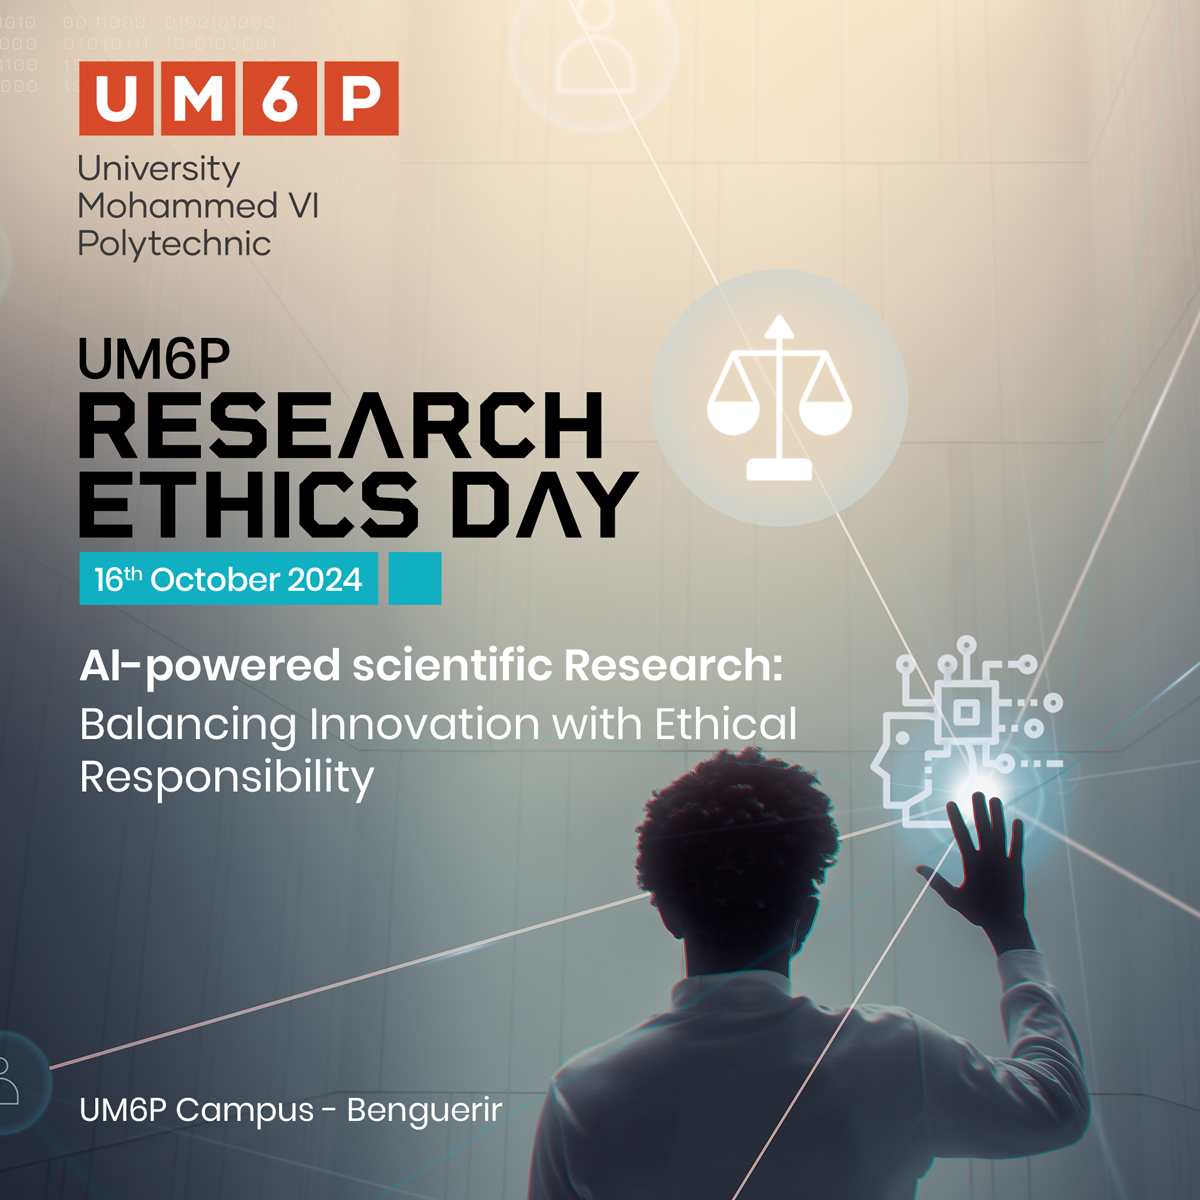 UM6P
University
Mohammed VI
Polytechnic
UM6P
RESEARCH
ETHICS DAY
16th October 2024
AI-powered scientific Research:
Balancing Innovation with Ethical
Responsibility
UM6P Campus - Benguerir